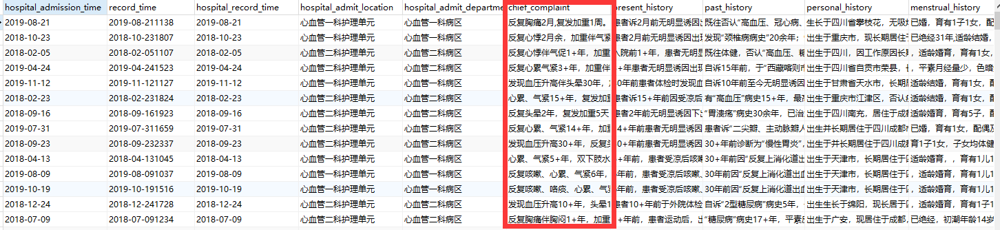 hospital_admission_time record_time hospital_record_time hospital_admit_location hospital_admit_departme chief_complaint present_history past_history personal_history menstrual_history
2019-08-21 2019-08-211138 2019-08-21 心血管一科护理单元 心血管一科病区 反复胸痛2月,复发加重1周。 患者诉2月前无明显诱因 既往否认“高血压、冠心病、 生长于四川省攀枝花，无吸 已婚，育有1子1女，配
2018-10-23 2018-10-231807 2018-10-23 心血管一科护理单元 心血管一科病区 反复心悸2月余，加重伴气紧 患者2月前无明显诱因出 发现“颈椎病病史”20余年； 出生于重庆市，现长期居住于 已绝经31年,适龄结婚，
2018-02-05 2018-02-051107 2018-02-05 心血管二科护理单元 心血管二科病区 反复心悸伴气促1+年，加重 入院前1+年，患者无明显 既往体健，否认“高血压、糖 出生于四川，因工作原因长 适龄婚育，育有1女，
2019-04-24 2019-04-241523 2019-04-24 心血管一科护理单元 心血管一科病区 反复心累气紧3+年，加重伴 +年患者无明显诱因出现 自诉15年前，于“西藏喀则市 出生于四川省自贡市荣县， 平素月经量少，色暗
2019-11-12 2019-11-121127 2019-11-12 心血管一科护理单元 心血管一科病区 发现血压升高伴头晕30年， 0年前患者体检时发现血 自诉10年前至今无明显诱因 出生于甘肃省天水市，长期 适龄结婚，育有1女，配
2018-02-23 2018-02-231824 2018-02-23 心血管二科护理单元 心血管二科病区 心累、气紧15+年，复发加重 患者诉15+年前因受凉后 有“高血压”病史15+年，最 出生于重庆市江津区，否认 适龄结婚，育有1女，配
2018-09-16 2018-09-161923 2018-09-16 心血管一科护理单元 心血管一科病区 反复头晕2年，复发加重5天 患者2年前无明显诱因下 “胃溃疡”病史30余年，已治 出生于四川南充，居住于成 适龄婚育，育有5子，配
2019-07-31 2019-07-311659 2019-07-31 心血管二科护理单元 心血管二科病区 反复心累、气紧14+年，加重 4+年前患者无明显诱因 患者诉“二尖瓣、主动脉瓣人 出生并长期居住于四川成都 已婚，育有1女，配偶及
2018-09-23 2018-09-232337 2018-09-23 心血管二科护理单元 心血管二科病区 发现血压升高30+年，反复 30+年前患者无明显诱因 30+年前诊断为“慢性胃炎”， 出生于并长期居住于四川成 育有1子1女，子女均体健
2018-04-13 2018-04-131045 2018-04-13 心血管一科护理单元 心血管一科病区 心累、气紧5+年，双下胶水 年前，患者受凉后咳嗽 30年前因“反复上消化道出 出生于天津市，长期居住于 适龄婚育，，育有1儿1
2019-08-09 2019-08-091037 2019-08-09 心血管一科护理单元 心血管一科病区 反复咳嗽、心累、气紧6年， 年前，患者受凉后咳嗽、 30年前因“反复上消化道出血 出生于天津市，长期居住于 适龄婚育，育有1儿1
2019-10-19 2019-10-191516 2019-10-19 心血管一科护理单元 心血管一科病区 反复咳嗽、咯痰、心累、气紧 年前，患者受凉后咳嗽、 30年前因“反复上消化道出血 出生于天津市，长期居住于 适龄婚育，育有1儿1
2018-12-24 2018-12-241728 2018-12-24 心血管二科护理单元 心血管二科病区 发现血压升高10+年，头晕1 患者10+年前于外院体检 自诉“2型糖尿病”病史5年， 出生生长于绵阳，现长居于 适龄婚育，育有1子1
2018-07-09 2018-07-091234 2018-07-09 心血管二科护理单元 心血管二科病区 反复胸痛伴胸闷1+年，加重 患者运动后，出 “糖尿病”病史17+年，平素 出生于广安，现居住于成都 已绝经，初潮年龄14岁